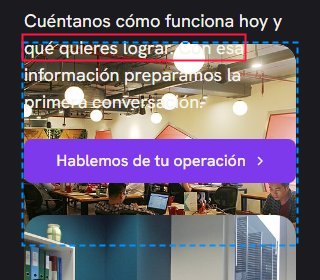 Cuéntanos cómo funciona hoy y
qué quieres lograr. Con esa
información preparamos la
primera conversación.
Hablemos de tu operación